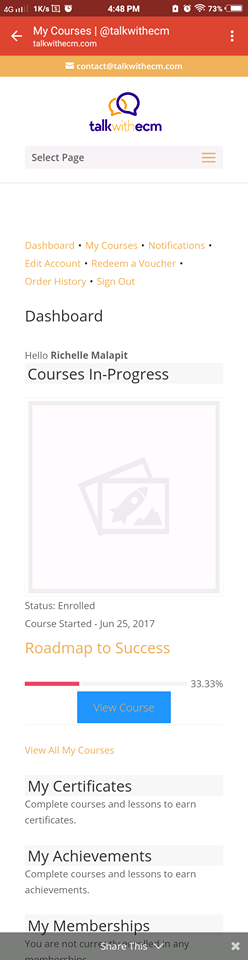 4G 1K/s 4:48 PM 73%
My Courses | @talkwithecm
talkwithecm.com
contact@talkwithecm.com
talkwithecm
Select Page
Dashboard • My Courses • Notifications •
Edit Account • Redeem a Voucher •
Order History • Sign Out
Dashboard
Hello Richelle Malapit
Courses In-Progress
Status: Enrolled
Course Started - Jun 25, 2017
Roadmap to Success
33.33%
View Course
View All My Courses
My Certificates
Complete courses and lessons to earn
certificates.
My Achievements
Complete courses and lessons to earn
achievements.
My Memberships
Share This
You are not currently enrolled in any
memberships.